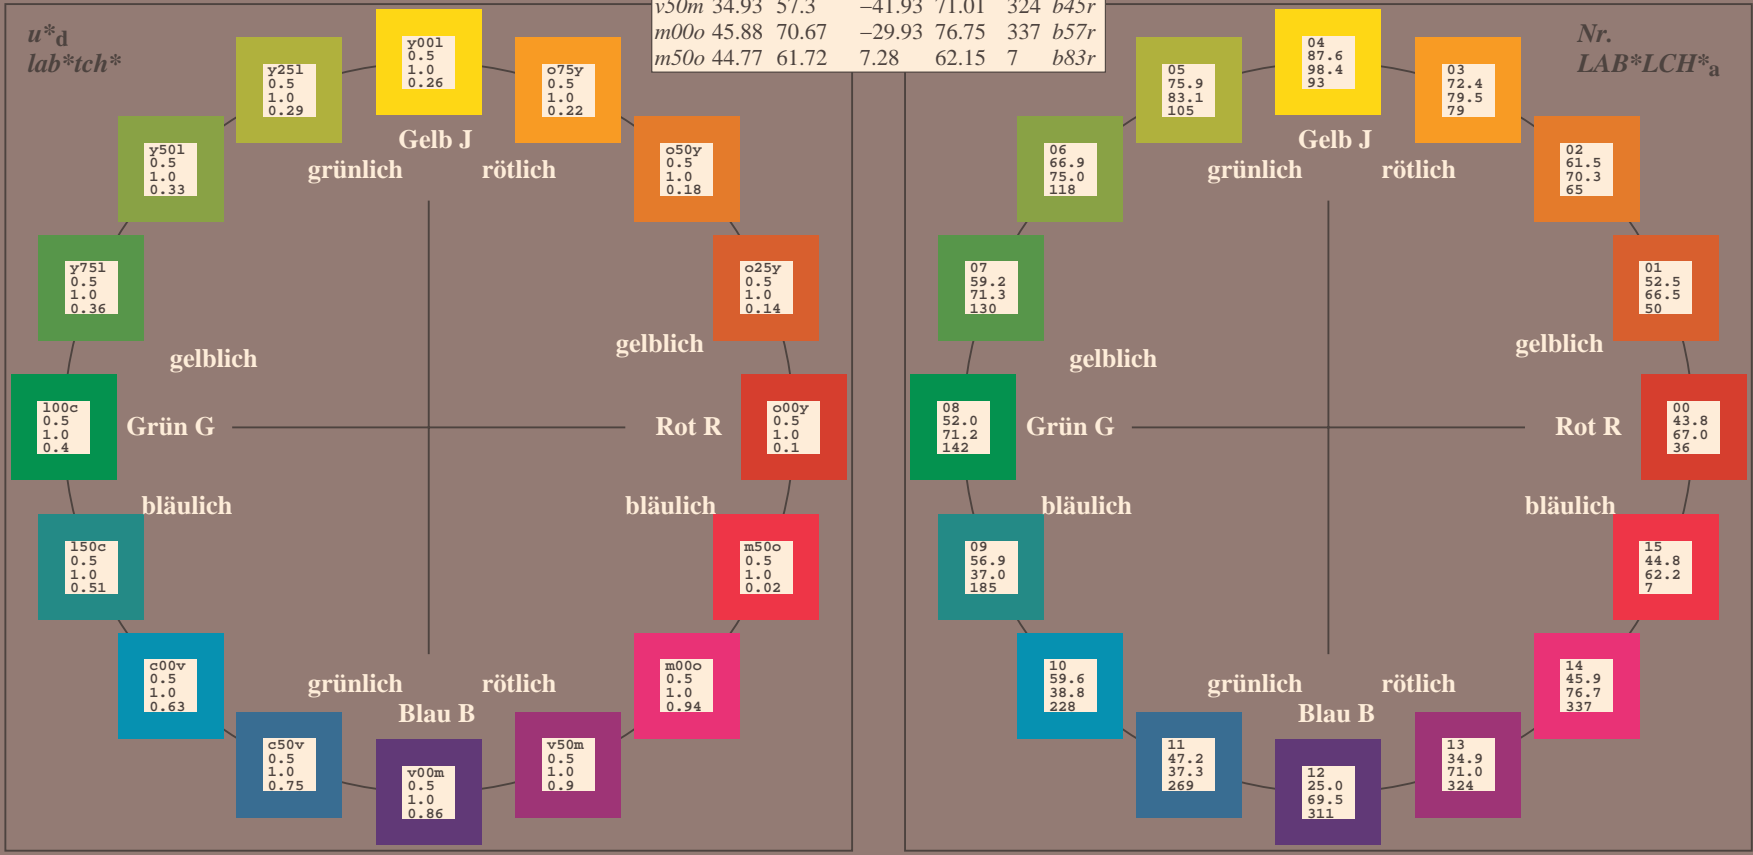 v50m 34.93 57.3 −41.93 71.01 324 b45r
m00o 45.88 70.67 −29.93 76.75 337 b57r
m50o 44.77 61.72 7.28 62.15 7 b83r
u*d
lab*tch*
y00l
0.5
1.0
0.26
y25l
0.5
1.0
0.29
o75y
0.5
1.0
0.22
Gelb J
grünlich rötlich
y50l
0.5
1.0
0.33
o50y
0.5
1.0
0.18
y75l
0.5
1.0
0.36
o25y
0.5
1.0
0.14
gelblich
gelblich
l00c
0.5
1.0
0.4
Grün G
Rot R
o00y
0.5
1.0
0.1
bläulich
bläulich
l50c
0.5
1.0
0.51
m50o
0.5
1.0
0.02
c00v
0.5
1.0
0.63
m00o
0.5
1.0
0.94
grünlich rötlich
Blau B
c50v
0.5
1.0
0.75
v00m
0.5
1.0
0.86
v50m
0.5
1.0
0.9
Nr.
LAB*LCH*a
04
87.6
98.4
93
05
75.9
83.1
105
03
72.4
79.5
79
Gelb J
grünlich rötlich
06
66.9
75.0
118
02
61.5
70.3
65
07
59.2
71.3
130
01
52.5
66.5
50
gelblich
gelblich
08
52.0
71.2
142
Grün G
Rot R
00
43.8
67.0
36
bläulich
bläulich
09
56.9
37.0
185
15
44.8
62.2
7
10
59.6
38.8
228
14
45.9
76.7
337
grünlich rötlich
Blau B
11
47.2
37.3
269
12
25.0
69.5
311
13
34.9
71.0
324